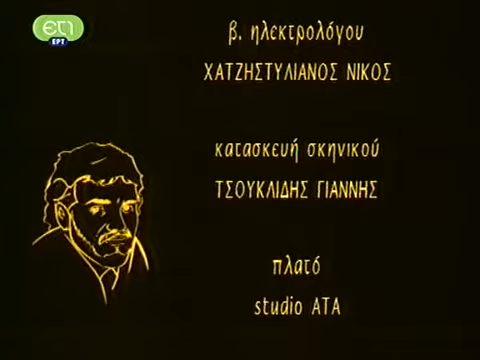 ετ1
ΕΡΤ
β. ηλεκτρολόγου
ΧΑΤΖΗΣΤΥΛΙΑΝΟΣ ΝΙΚΟΣ
κατασκευή σκηνικού
ΤΣΟΥΚΛΙΔΗΣ ΓΙΑΝΝΗΣ
πλατό
studio ATA